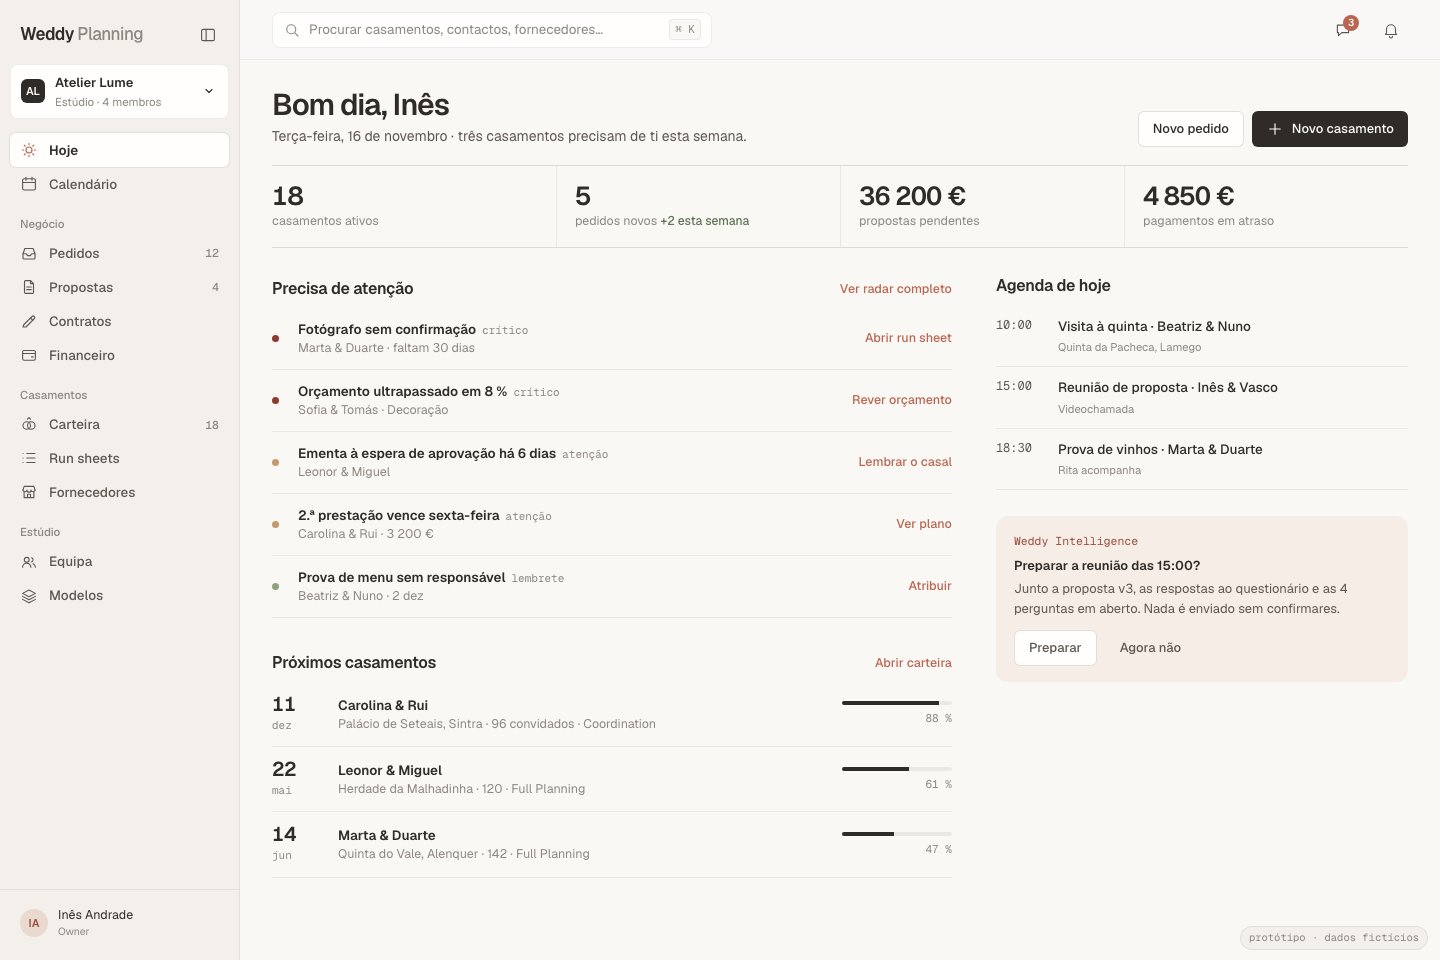 Weddy Planning
AL
Atelier Lume
Estúdio · 4 membros
Hoje
Calendário
Negócio
Pedidos 12
Propostas 4
Contratos
Financeiro
Casamentos
Carteira 18
Run sheets
Fornecedores
Estúdio
Equipa
Modelos
IA
Inês Andrade
Owner
Procurar casamentos, contactos, fornecedores… ⌘ K
3
Bom dia, Inês
Terça-feira, 16 de novembro · três casamentos precisam de ti esta semana.
Novo pedido
Novo casamento
18
casamentos ativos
5
pedidos novos +2 esta semana
36 200 €
propostas pendentes
4 850 €
pagamentos em atraso
Precisa de atenção
Ver radar completo
Fotógrafo sem confirmação crítico
Marta & Duarte · faltam 30 dias
Abrir run sheet
Orçamento ultrapassado em 8 % crítico
Sofia & Tomás · Decoração
Rever orçamento
Ementa à espera de aprovação há 6 dias atenção
Leonor & Miguel
Lembrar o casal
2.ª prestação vence sexta-feira atenção
Carolina & Rui · 3 200 €
Ver plano
Prova de menu sem responsável lembrete
Beatriz & Nuno · 2 dez
Atribuir
Próximos casamentos
Abrir carteira
11
dez
Carolina & Rui
Palácio de Seteais, Sintra · 96 convidados · Coordination
88 %
22
mai
Leonor & Miguel
Herdade da Malhadinha · 120 · Full Planning
61 %
14
jun
Marta & Duarte
Quinta do Vale, Alenquer · 142 · Full Planning
47 %
Agenda de hoje
10:00
Visita à quinta · Beatriz & Nuno
Quinta da Pacheca, Lamego
15:00
Reunião de proposta · Inês & Vasco
Videochamada
18:30
Prova de vinhos · Marta & Duarte
Rita acompanha
Weddy Intelligence
Preparar a reunião das 15:00?
Junto a proposta v3, as respostas ao questionário e as 4
perguntas em aberto. Nada é enviado sem confirmares.
Preparar
Agora não
protótipo · dados fictícios